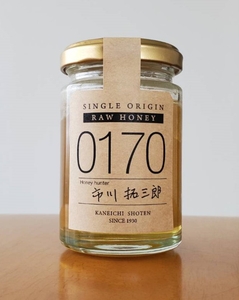 SINGLE ORIGIN
RAW HONEY
0170
Honey hunter
市川 拓三郎
KANEICHI SHOTEN
SINCE 1930